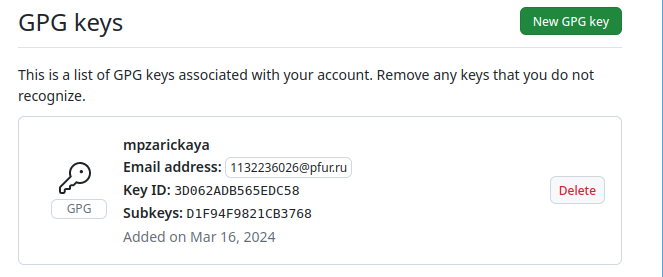 GPG keys
New GPG key
This is a list of GPG keys associated with your account. Remove any keys that you do not
recognize.
mpzarickaya
Email address: 1132236026@pfur.ru
Key ID: 3D062ADB565EDC58
GPG
Subkeys: D1F94F9821CB3768
Added on Mar 16, 2024
Delete